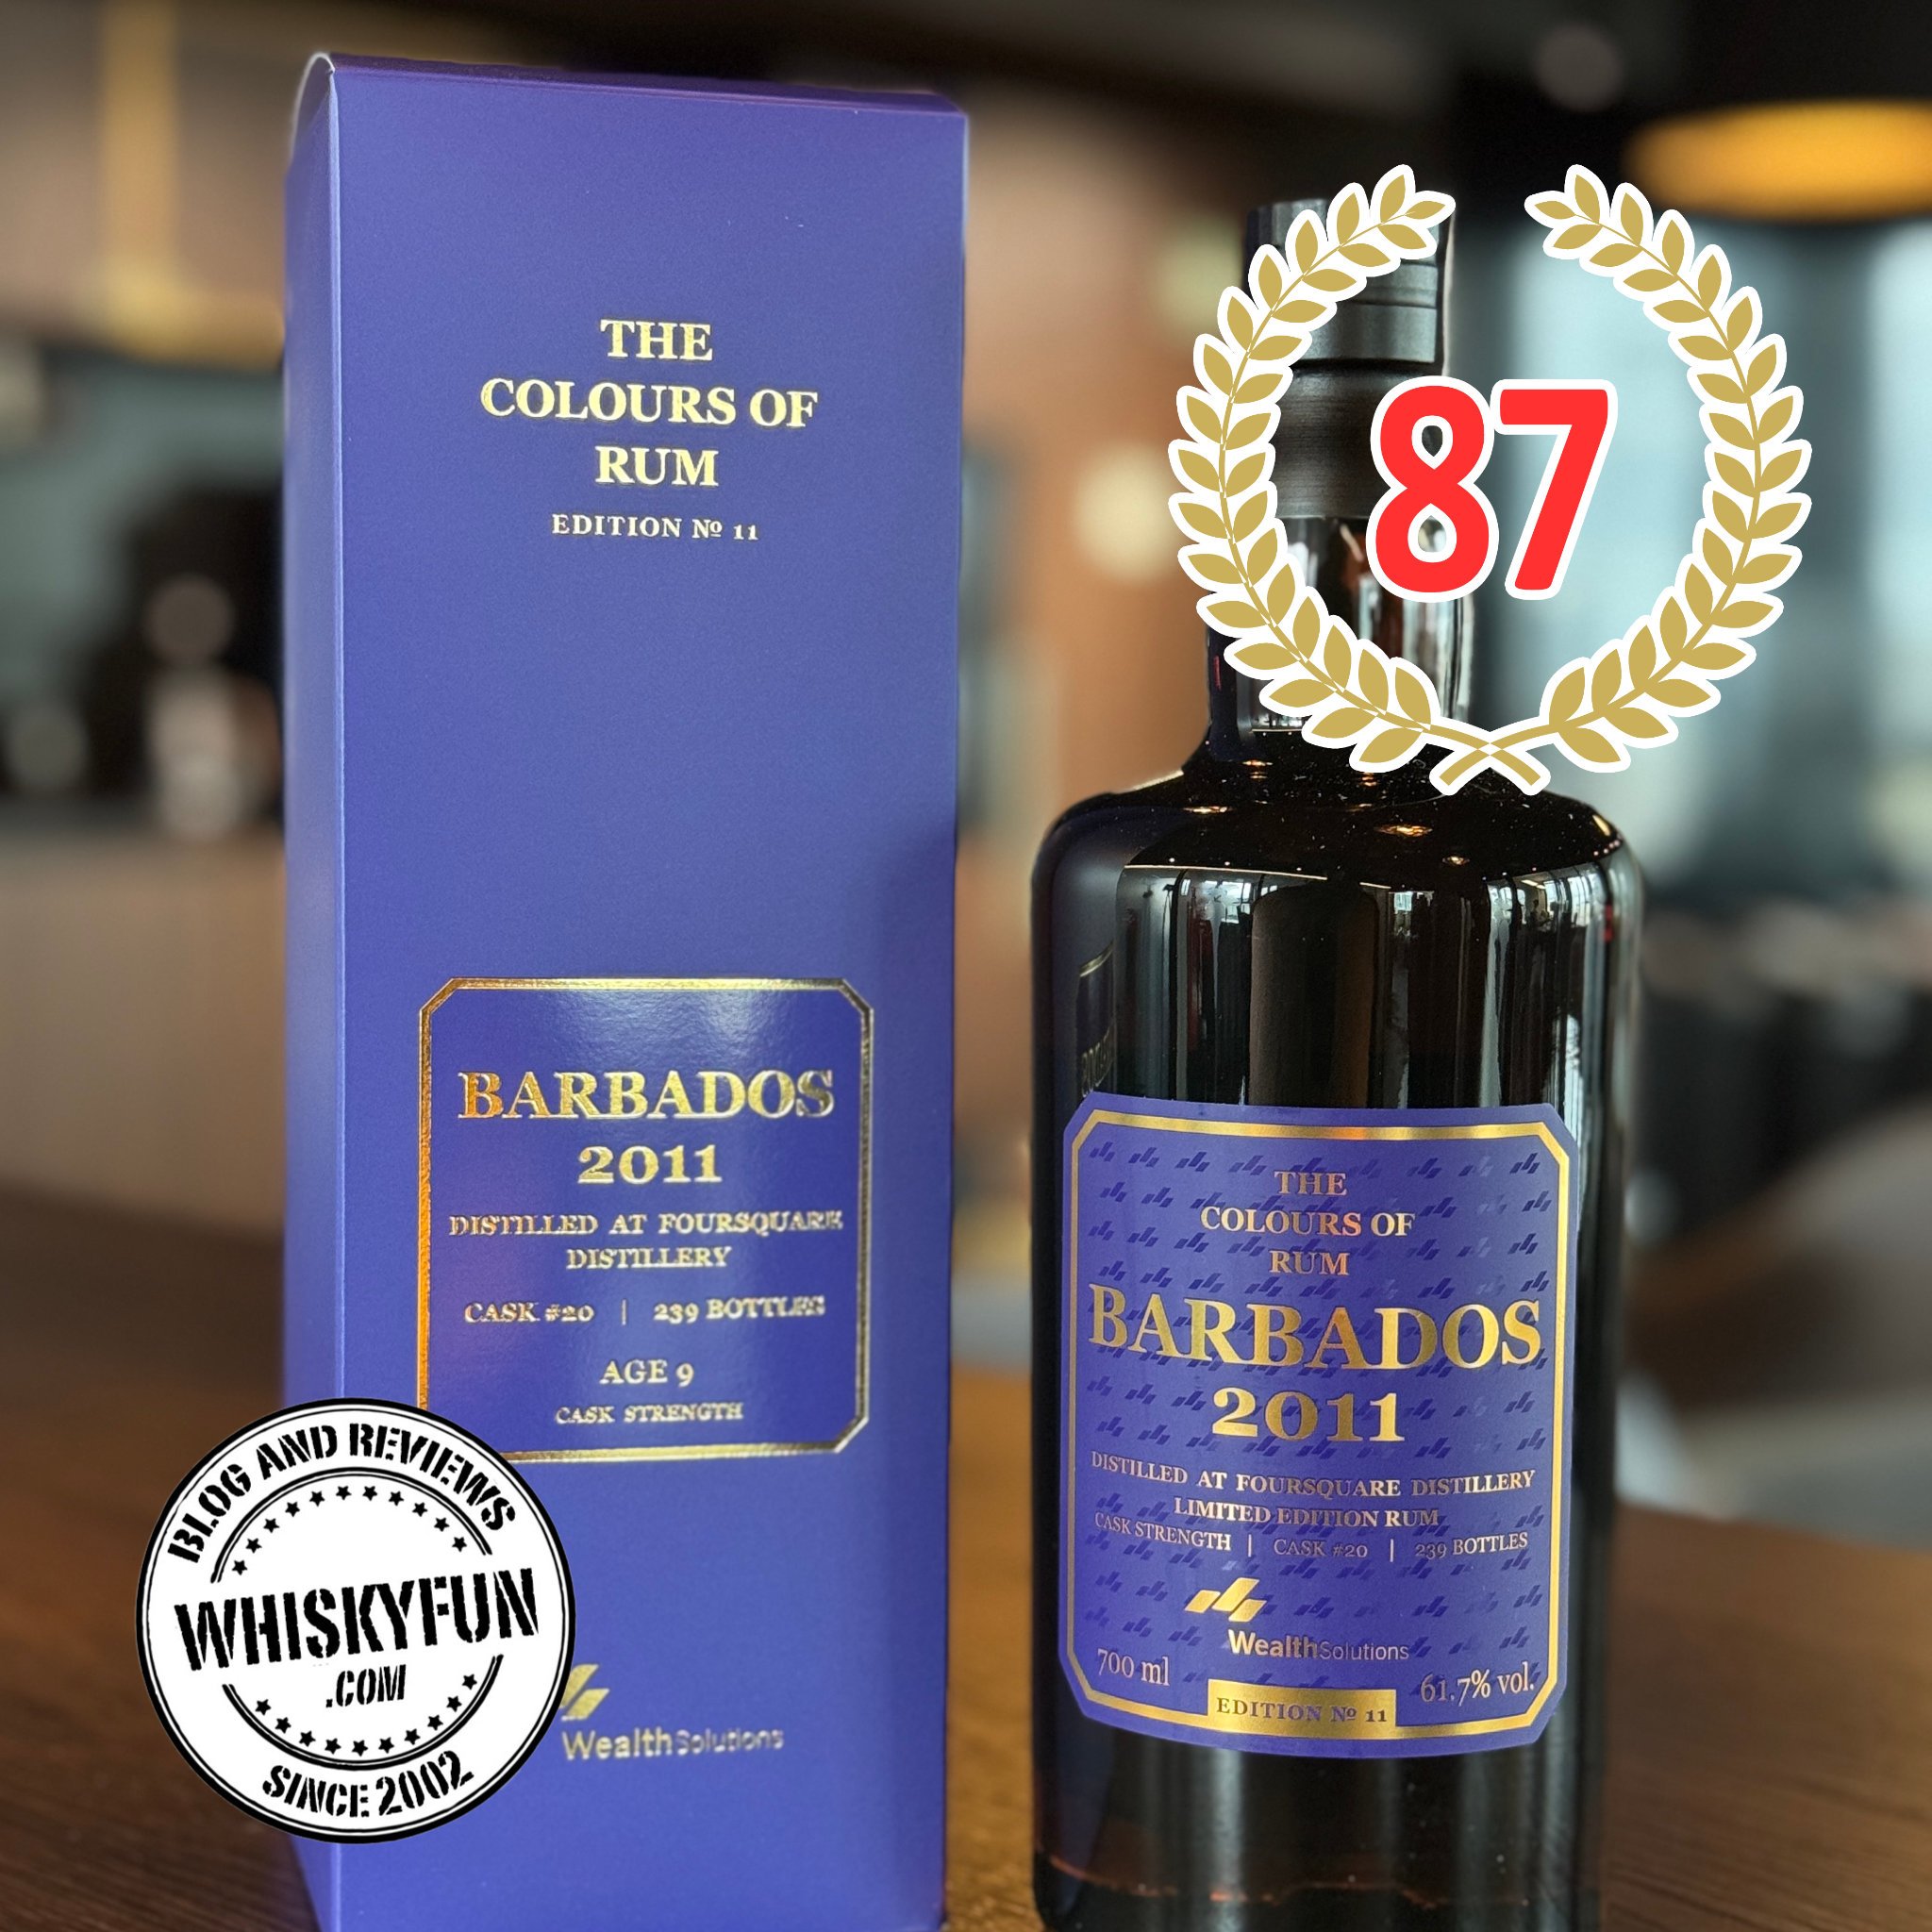 THE
COLOURS OF
RUM
EDITION № 11
BARBADOS
2011
DISTILLED AT FOURSQUARE
DISTILLERY
CASK #20 | 239 BOTTLES
AGE 9
CASK STRENGTH
WealthSolutions
BLOG AND REVIEWS
WHISKYFUN
.COM
SINCE 2002
87
THE
COLOURS OF
RUM
BARBADOS
2011
DISTILLED AT FOURSQUARE DISTILLERY
LIMITED EDITION RUM
CASK STRENGTH | CASK #20 | 239 BOTTLES
WealthSolutions
700 ml
61.7% vol.
EDITION № 11